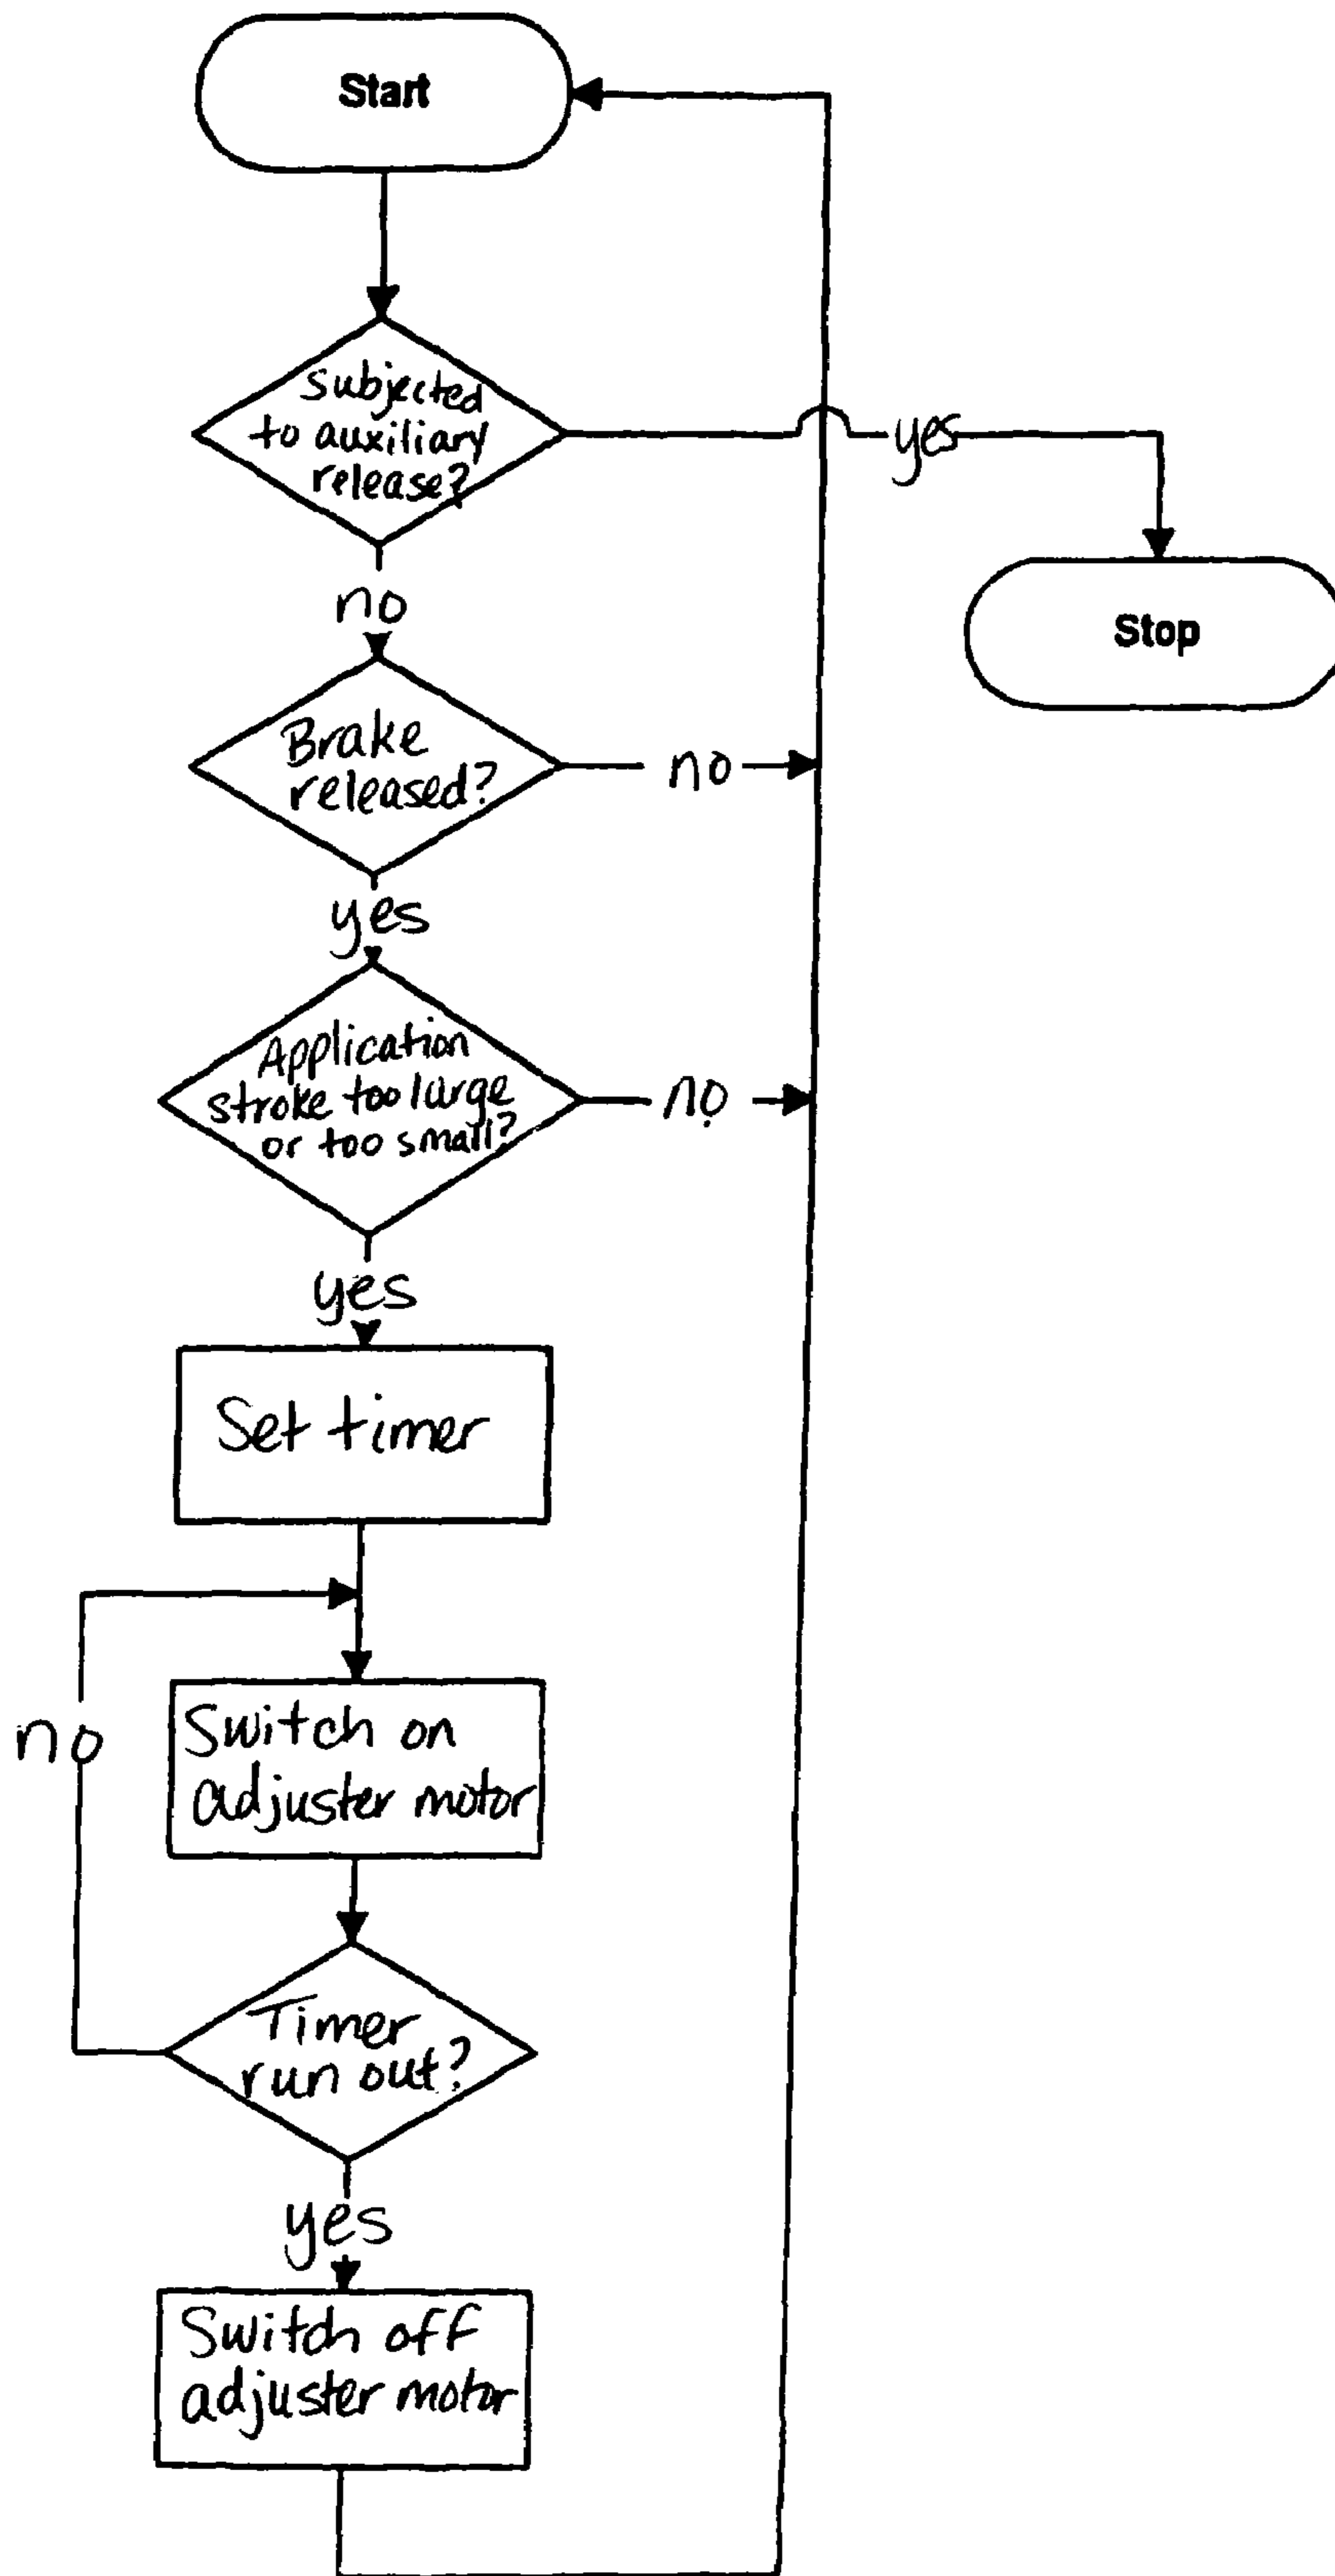 Start
subjected
to auxiliary
release?
yes
Stop
no
Brake
released?
no
yes
Application
stroke too large
or too small?
no
yes
Set timer
Switch on
adjuster motor
no
Timer
run out?
yes
Switch off
adjuster motor